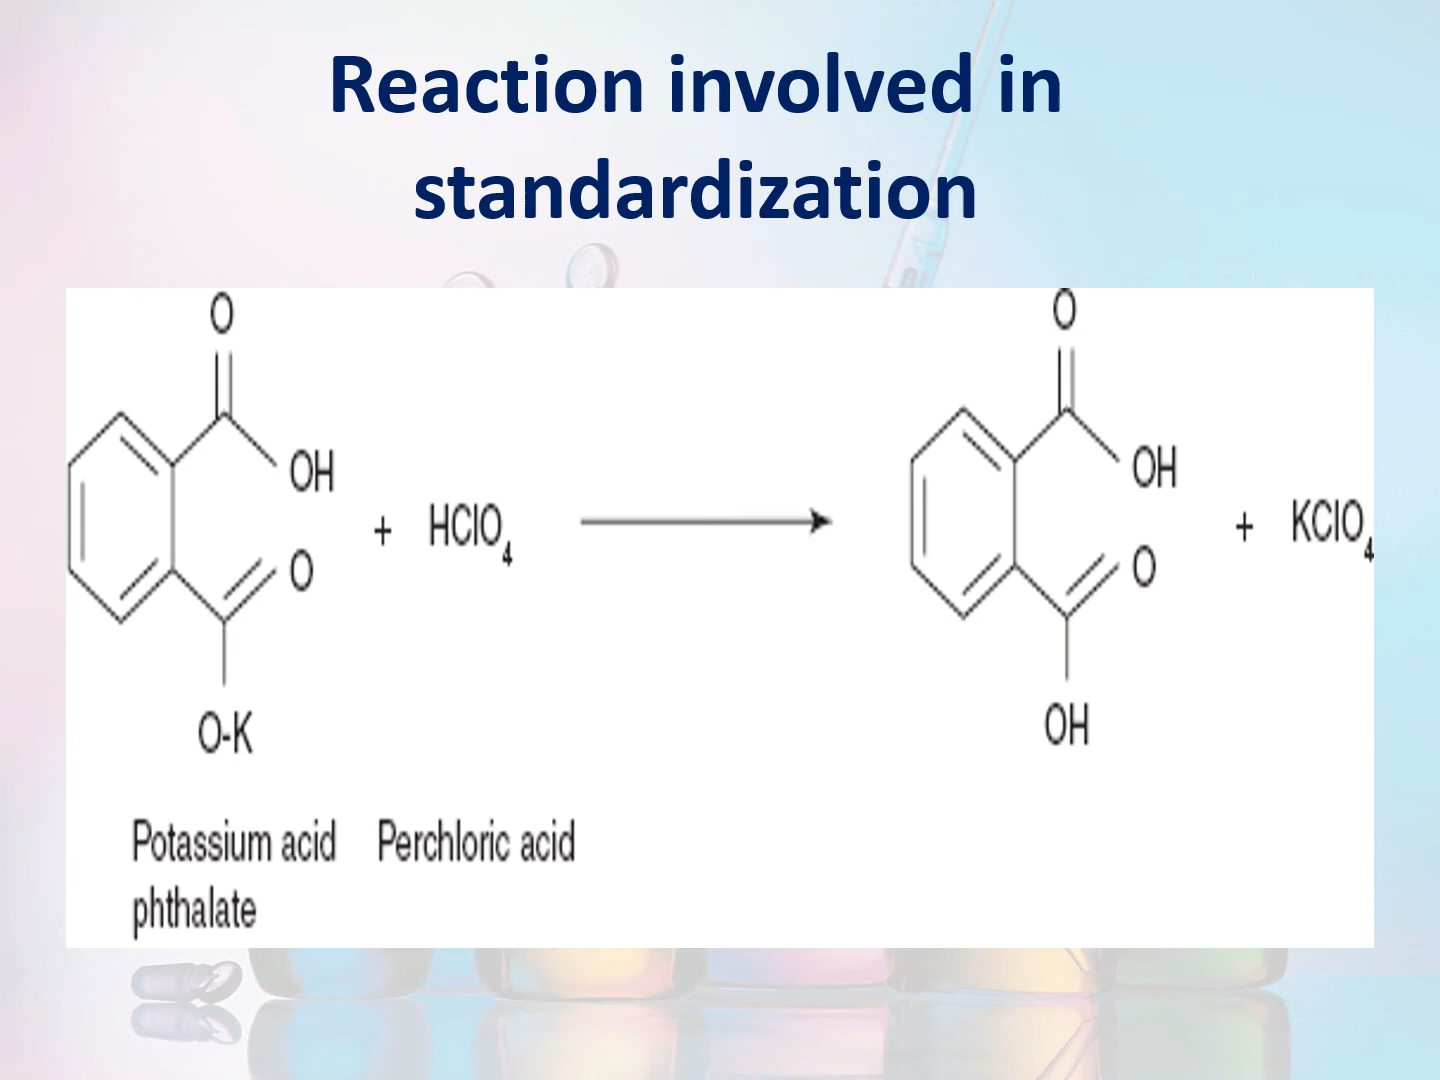 Reaction involved in
standardization
O
OH
O
O-K
+ HClO4
O
OH
O
OH
+ KClO4
Potassium acid
phthalate
Perchloric acid